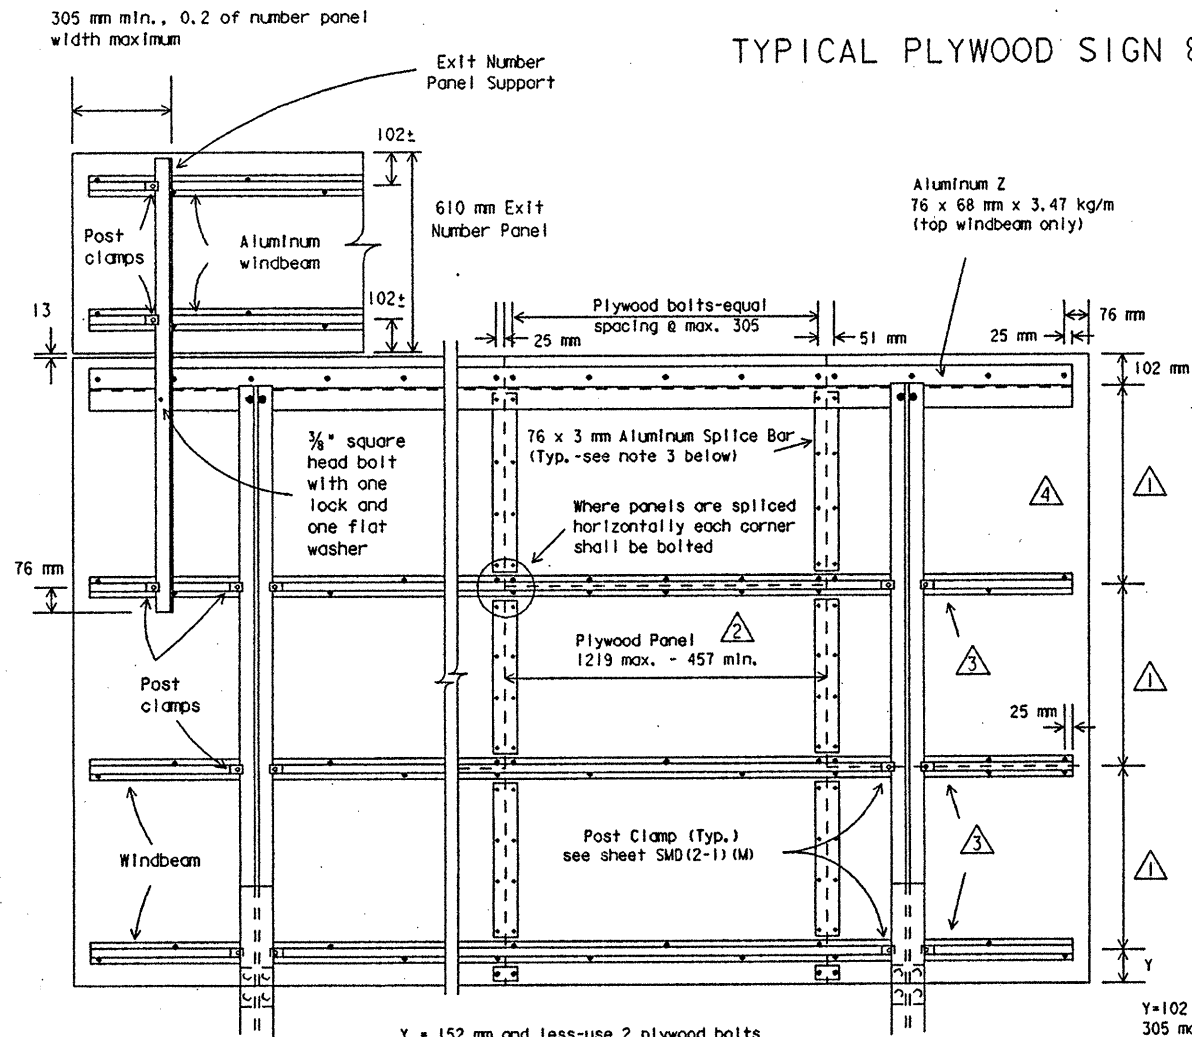 305 mm min., 0.2 of number panel
width maximum
TYPICAL PLYWOOD SIGN &
Exit Number
Panel Support
102±
610 mm Exit
Number Panel
Post
clamps
Aluminum
windbeam
102±
13
Aluminum Z
76 x 68 mm x 3.47 kg/m
(top windbeam only)
Plywood bolts-equal
spacing @ max. 305
25 mm
51 mm
25 mm
76 mm
102 mm
3/8" square
head bolt
with one
lock and
one flat
washer
76 x 3 mm Aluminum Splice Bar
(Typ.-see note 3 below)
Where panels are spliced
horizontally each corner
shall be bolted
4
1
76 mm
Plywood Panel 2
1219 max. - 457 min.
3
1
Post
clamps
25 mm
Windbeam
Post Clamp (Typ.)
see sheet SMD(2-1)(M)
3
1
Y
Y = 152 mm and less-use 2 plywood bolts
Y=102